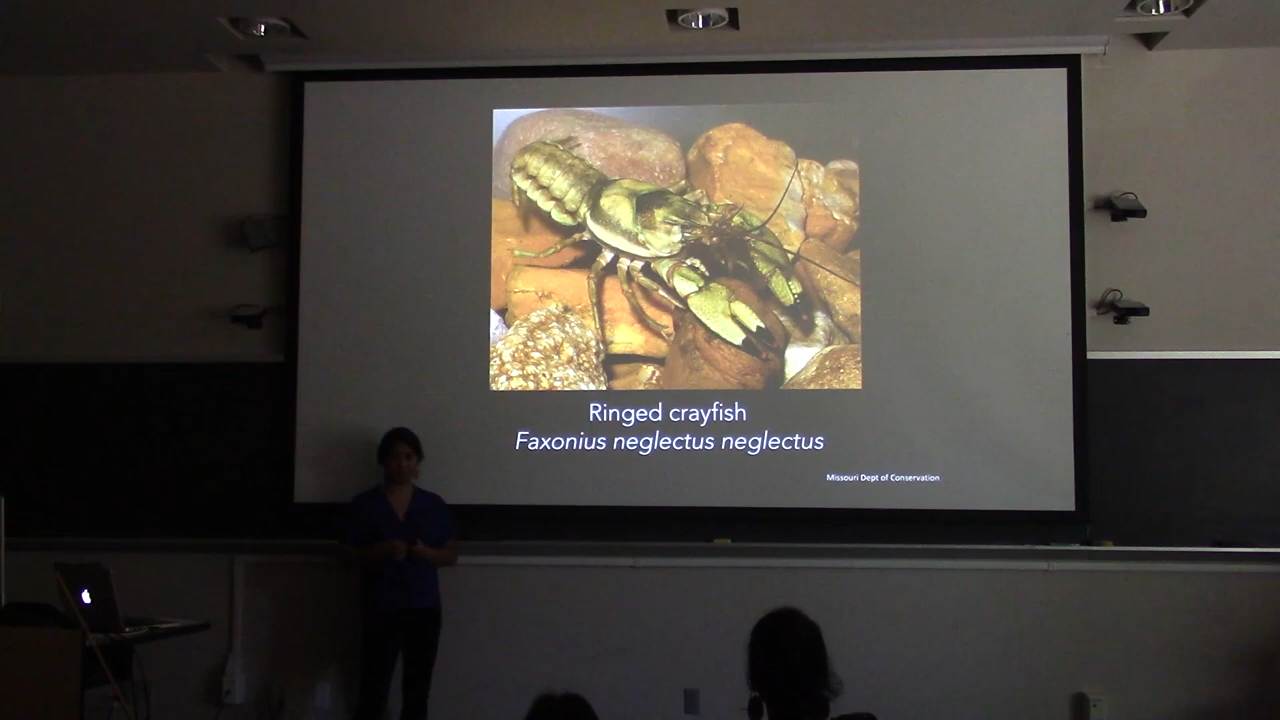 Ringed crayfish
Faxonius neglectus neglectus
Missouri Dept of Conservation